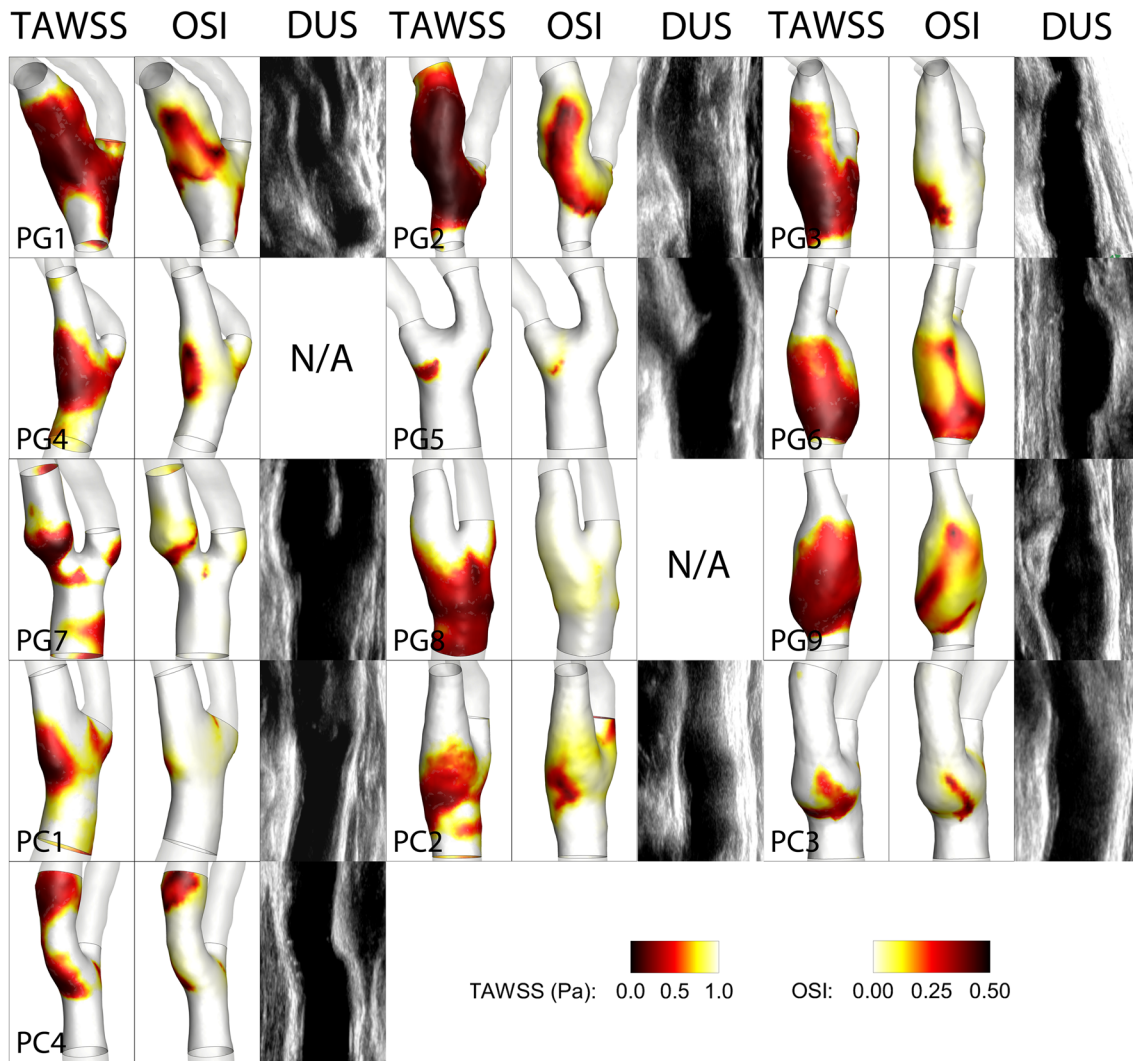 TAWSS OSI DUS TAWSS OSI DUS TAWSS OSI DUS
PG1 PG2 PG3
N/A
PG4 PG5 PG6
N/A
PG7 PG8 PG9
PC1 PC2 PC3
TAWSS (Pa): 0.0 0.5 1.0 OSI: 0.00 0.25 0.50
PC4